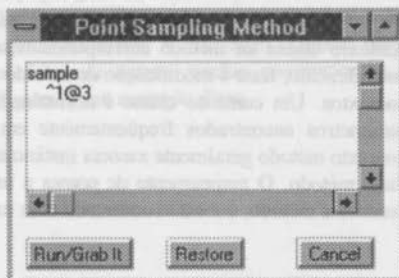 Point Sampling Method
sample
^1@3
Run/Grab It
Restore
Cancel